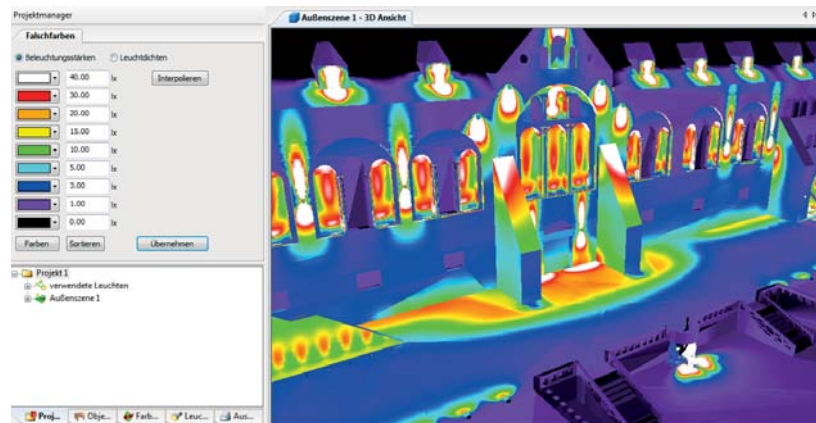 Projektmanager
Falschfarben
Beleuchtungsstärken Leuchtdichten
40.00 lx Interpolieren
30.00 lx
20.00 lx
15.00 lx
10.00 lx
5.00 lx
3.00 lx
1.00 lx
0.00 lx
Farben Sortieren Übernehmen
Projekt 1
verwendete Leuchten
Außenszene 1
Proj... Obje... Farb... Leuc... Aus...
Außenszene 1 - 3D Ansicht